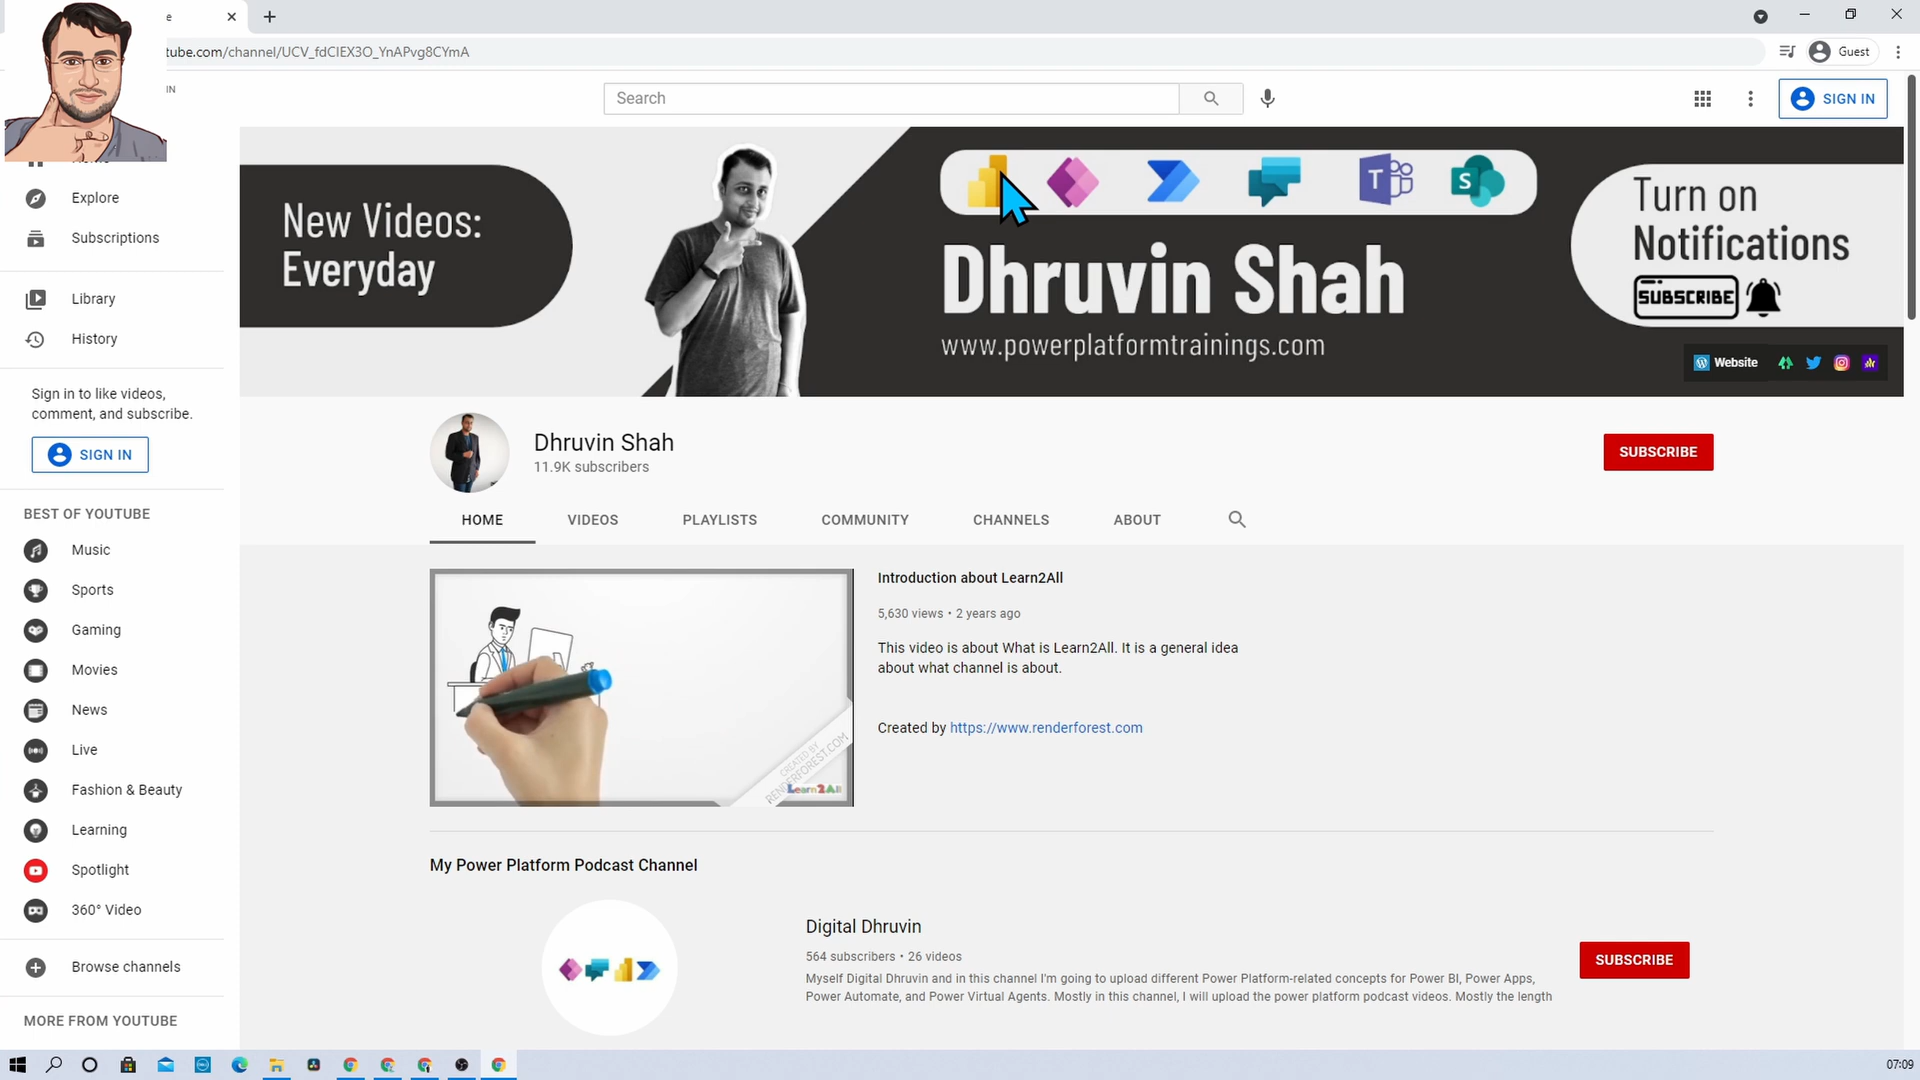 e
tube.com/channel/UCV_fdCIEX3O_YnAPvg8CYmA
Guest
IN
Search
SIGN IN
Explore
Subscriptions
Library
History
Sign in to like videos,
comment, and subscribe.
SIGN IN
BEST OF YOUTUBE
Music
Sports
Gaming
Movies
News
Live
Fashion & Beauty
Learning
Spotlight
360° Video
Browse channels
MORE FROM YOUTUBE
New Videos:
Everyday
T
S
Dhruvin Shah
www.powerplatformtrainings.com
Turn on
Notifications
SUBSCRIBE
Website
Dhruvin Shah
11.9K subscribers
SUBSCRIBE
HOME VIDEOS PLAYLISTS COMMUNITY CHANNELS ABOUT
CREATED BY
RENDERFOREST.COM
Learn2All
Introduction about Learn2All
5,630 views • 2 years ago
This video is about What is Learn2All. It is a general idea
about what channel is about.
Created by https://www.renderforest.com
My Power Platform Podcast Channel
Digital Dhruvin
564 subscribers • 26 videos
Myself Digital Dhruvin and in this channel I'm going to upload different Power Platform-related concepts for Power BI, Power Apps,
Power Automate, and Power Virtual Agents. Mostly in this channel, I will upload the power platform podcast videos. Mostly the length
SUBSCRIBE
07:09